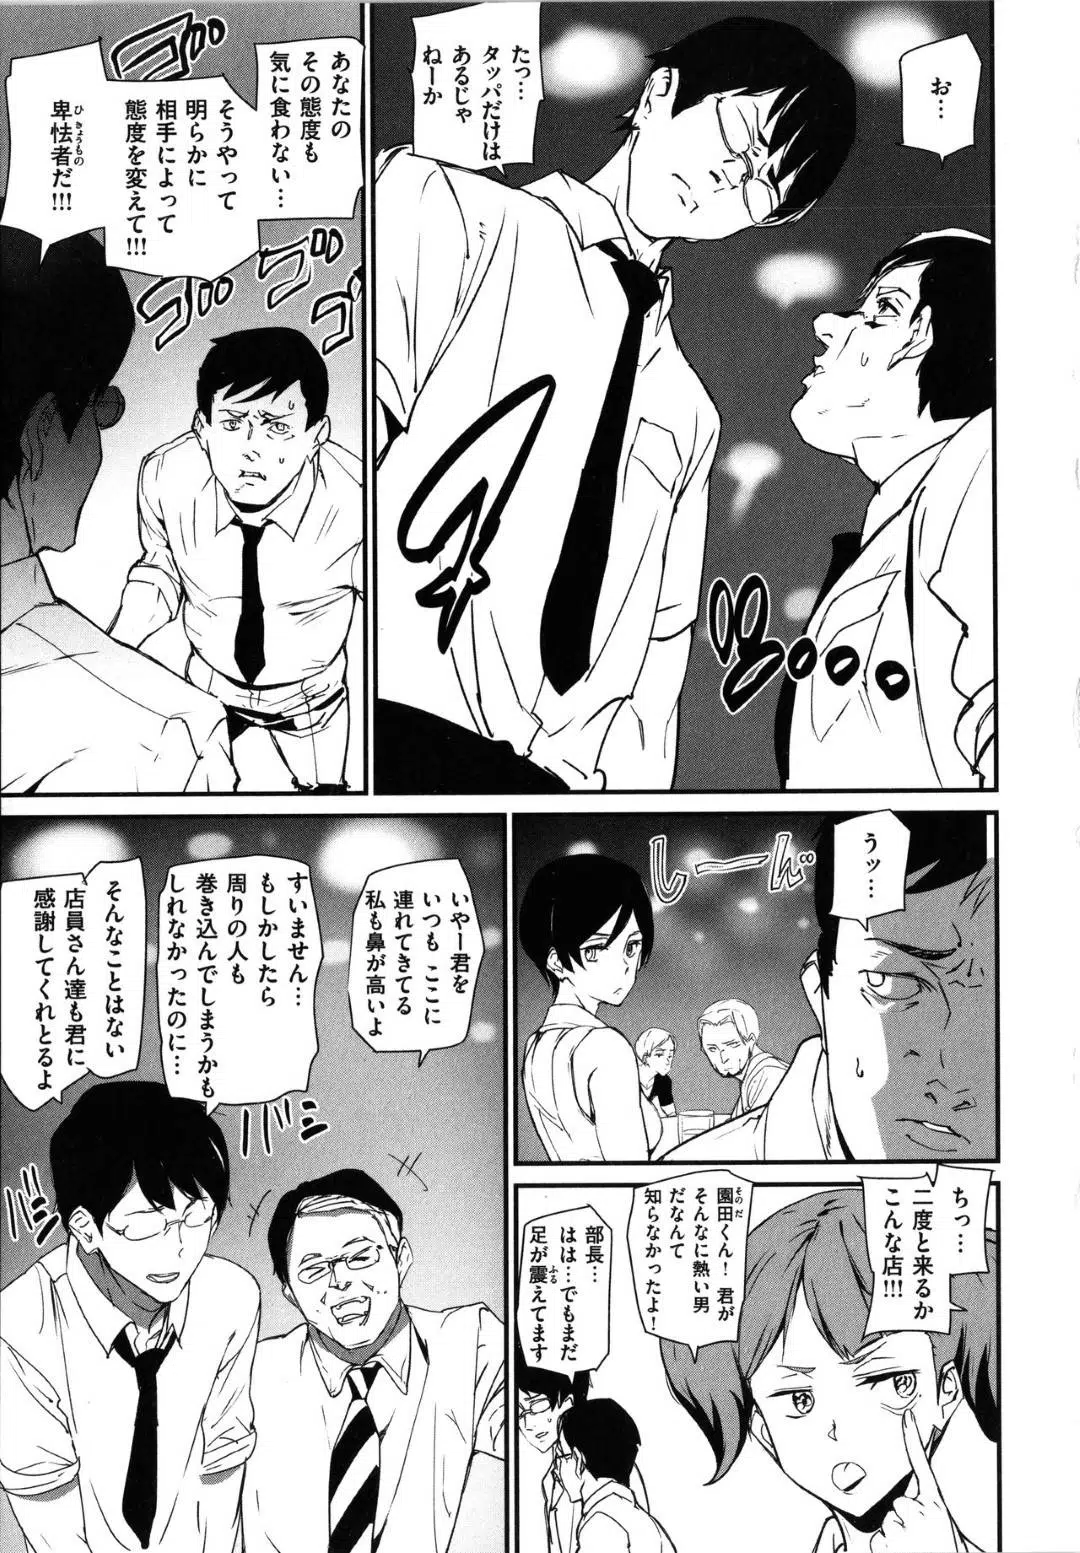 お…
たっ…
タッパだけは
あるじゃ
ねーか
あなたの
その態度も
気に食わない…
そうやって
明らかに
相手によって
態度を変えて!!!
卑怯者だ!!!
ひきょうもの
ゴゴ
ゴゴゴゴ
うッ…
しーん
ちっ…
二度と来るか
こんな店!!!
園田くん！君が
そのだ
そんなに熱い男
だなんて
知らなかったよ！
部長…
はは…でもまだ
足が震えてます
ふる
いやー君を
いつもここに
連れてきてる
私も鼻が高いよ
すいません…
もしかしたら
周りの人も
巻き込んでしまうかも
しれなかったのに…
そんなことはない
店員さん達も君に
感謝してくれとるよ
バシ
バシ